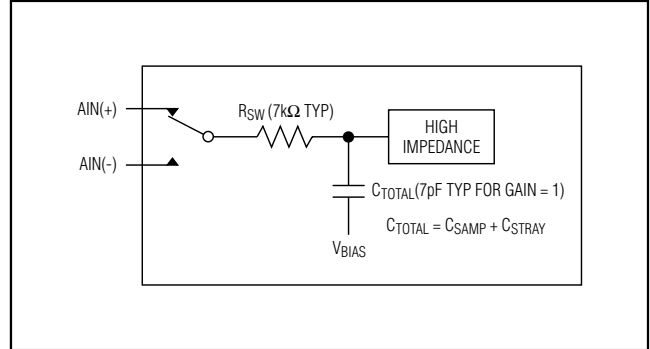 AIN(+)
RSW (7kΩ TYP)
HIGH
IMPEDANCE
AIN(-)
CTOTAL(7pF TYP FOR GAIN = 1)
CTOTAL = CSAMP + CSTRAY
VBIAS